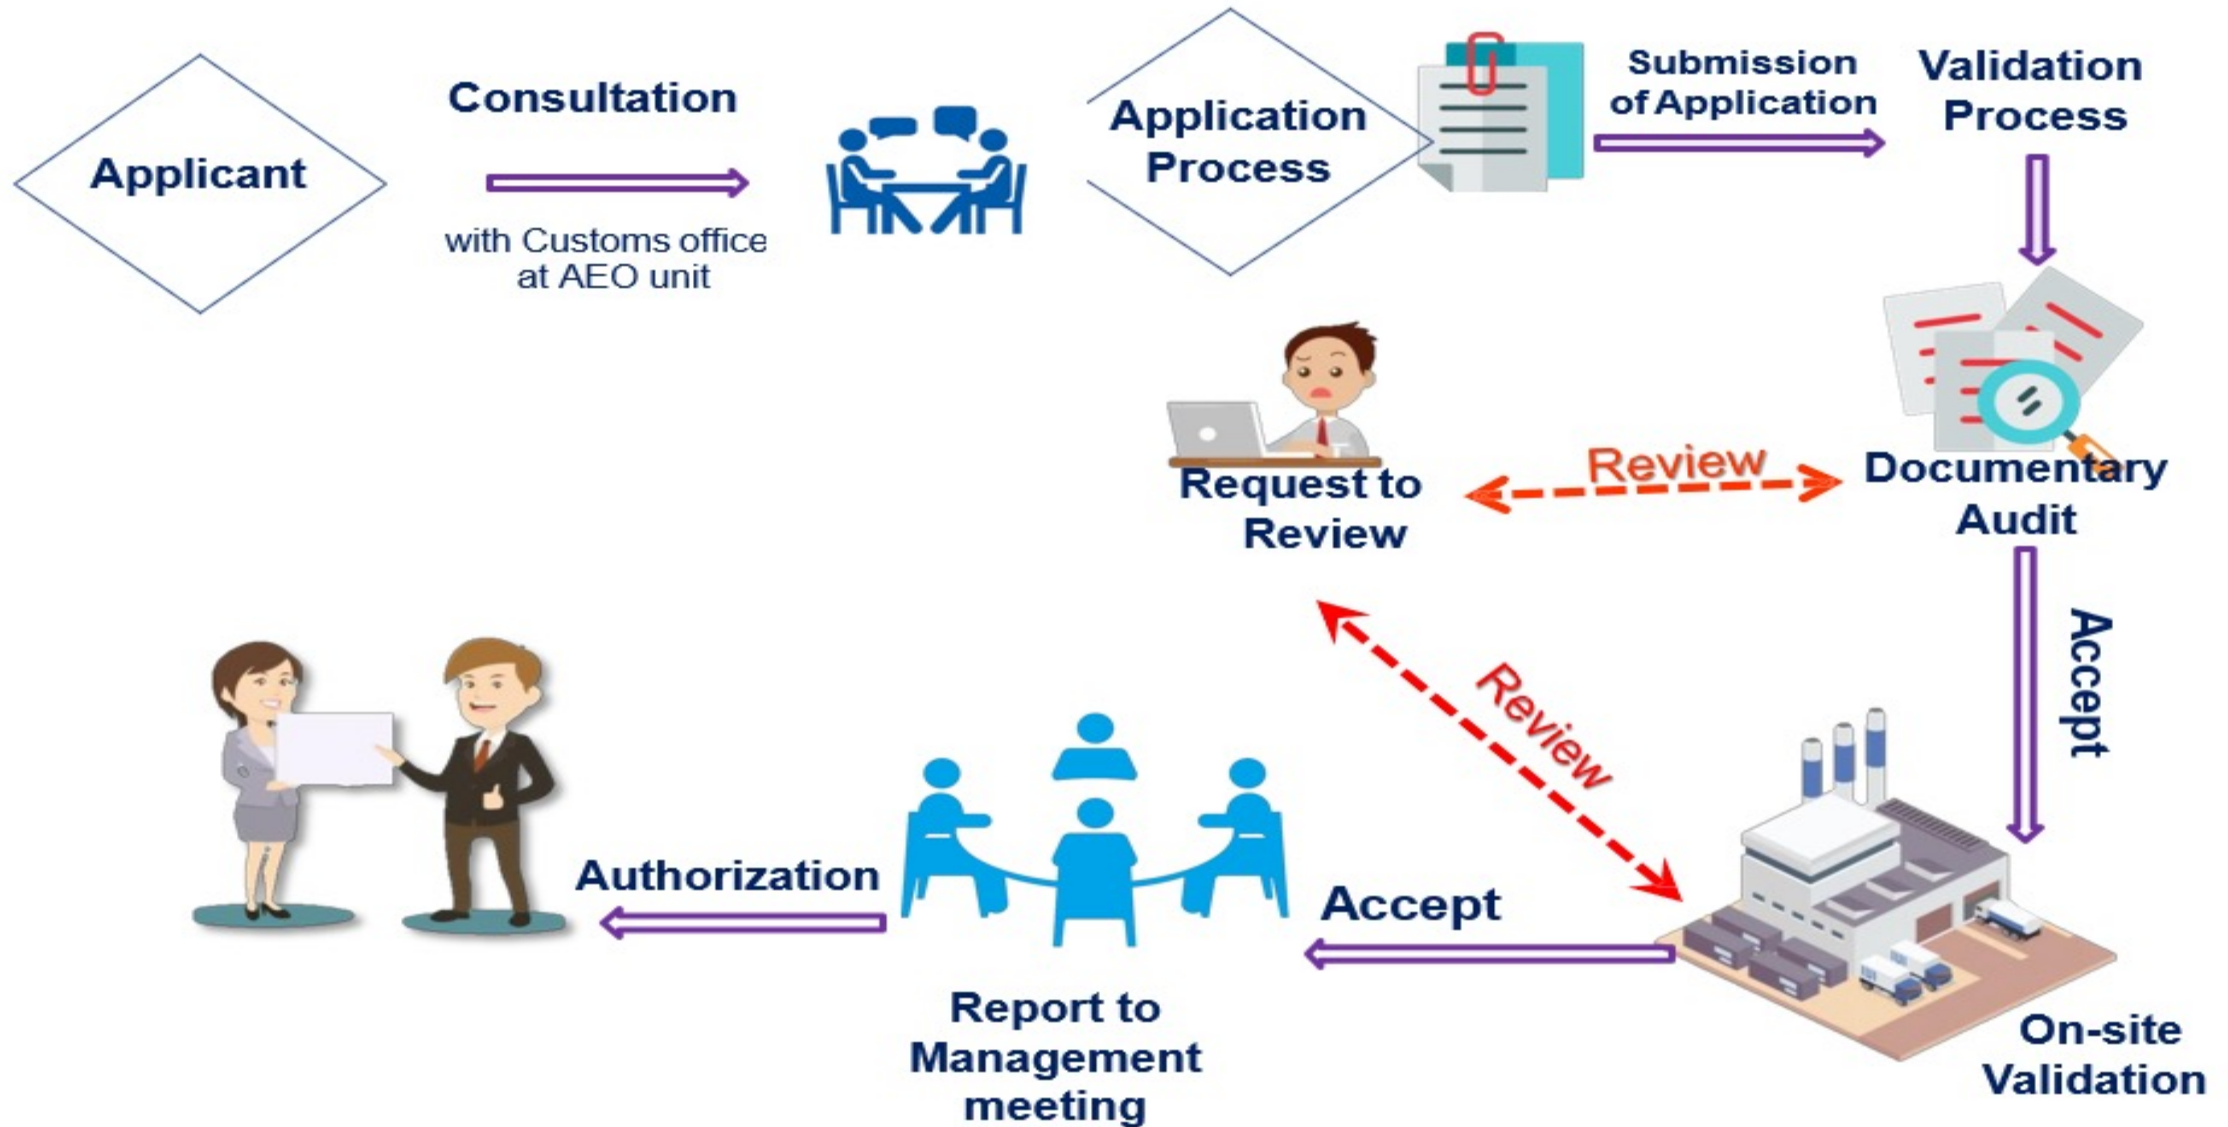 Applicant
Consultation
with Customs office
at AEO unit
Application
Process
Submission
of Application
Validation
Process
Documentary
Audit
Review
Request to
Review
Accept
Review
On-site
Validation
Accept
Report to
Management
meeting
Authorization